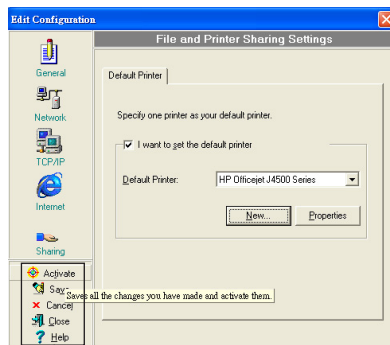 Edit Configuration
File and Printer Sharing Settings
General
Network
TCP/IP
Internet
Sharing
Default Printer
Specify one printer as your default printer.
I want to set the default printer
Default Printer: HP Officejet J4500 Series
New... Properties
Activate
Save
Saves all the changes you have made and activate them.
Cancel
Close
Help